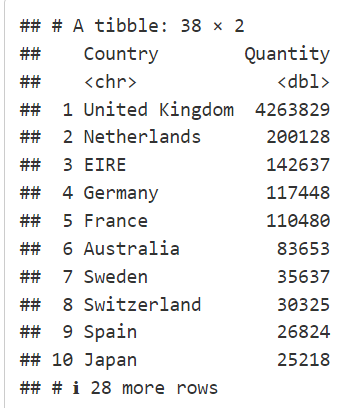 ## # A tibble: 38 × 2
## Country Quantity
## <chr> <dbl>
## 1 United Kingdom 4263829
## 2 Netherlands 200128
## 3 EIRE 142637
## 4 Germany 117448
## 5 France 110480
## 6 Australia 83653
## 7 Sweden 35637
## 8 Switzerland 30325
## 9 Spain 26824
## 10 Japan 25218
## # ℹ 28 more rows